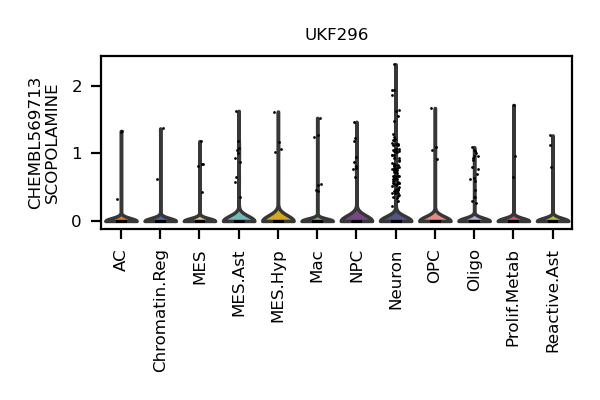 UKF296
CHEMBL569713
SCOPOLAMINE
2
1
0
AC
Chromatin.Reg
MES
MES.Ast
MES.Hyp
Mac
NPC
Neuron
OPC
Oligo
Prolif.Metab
Reactive.Ast